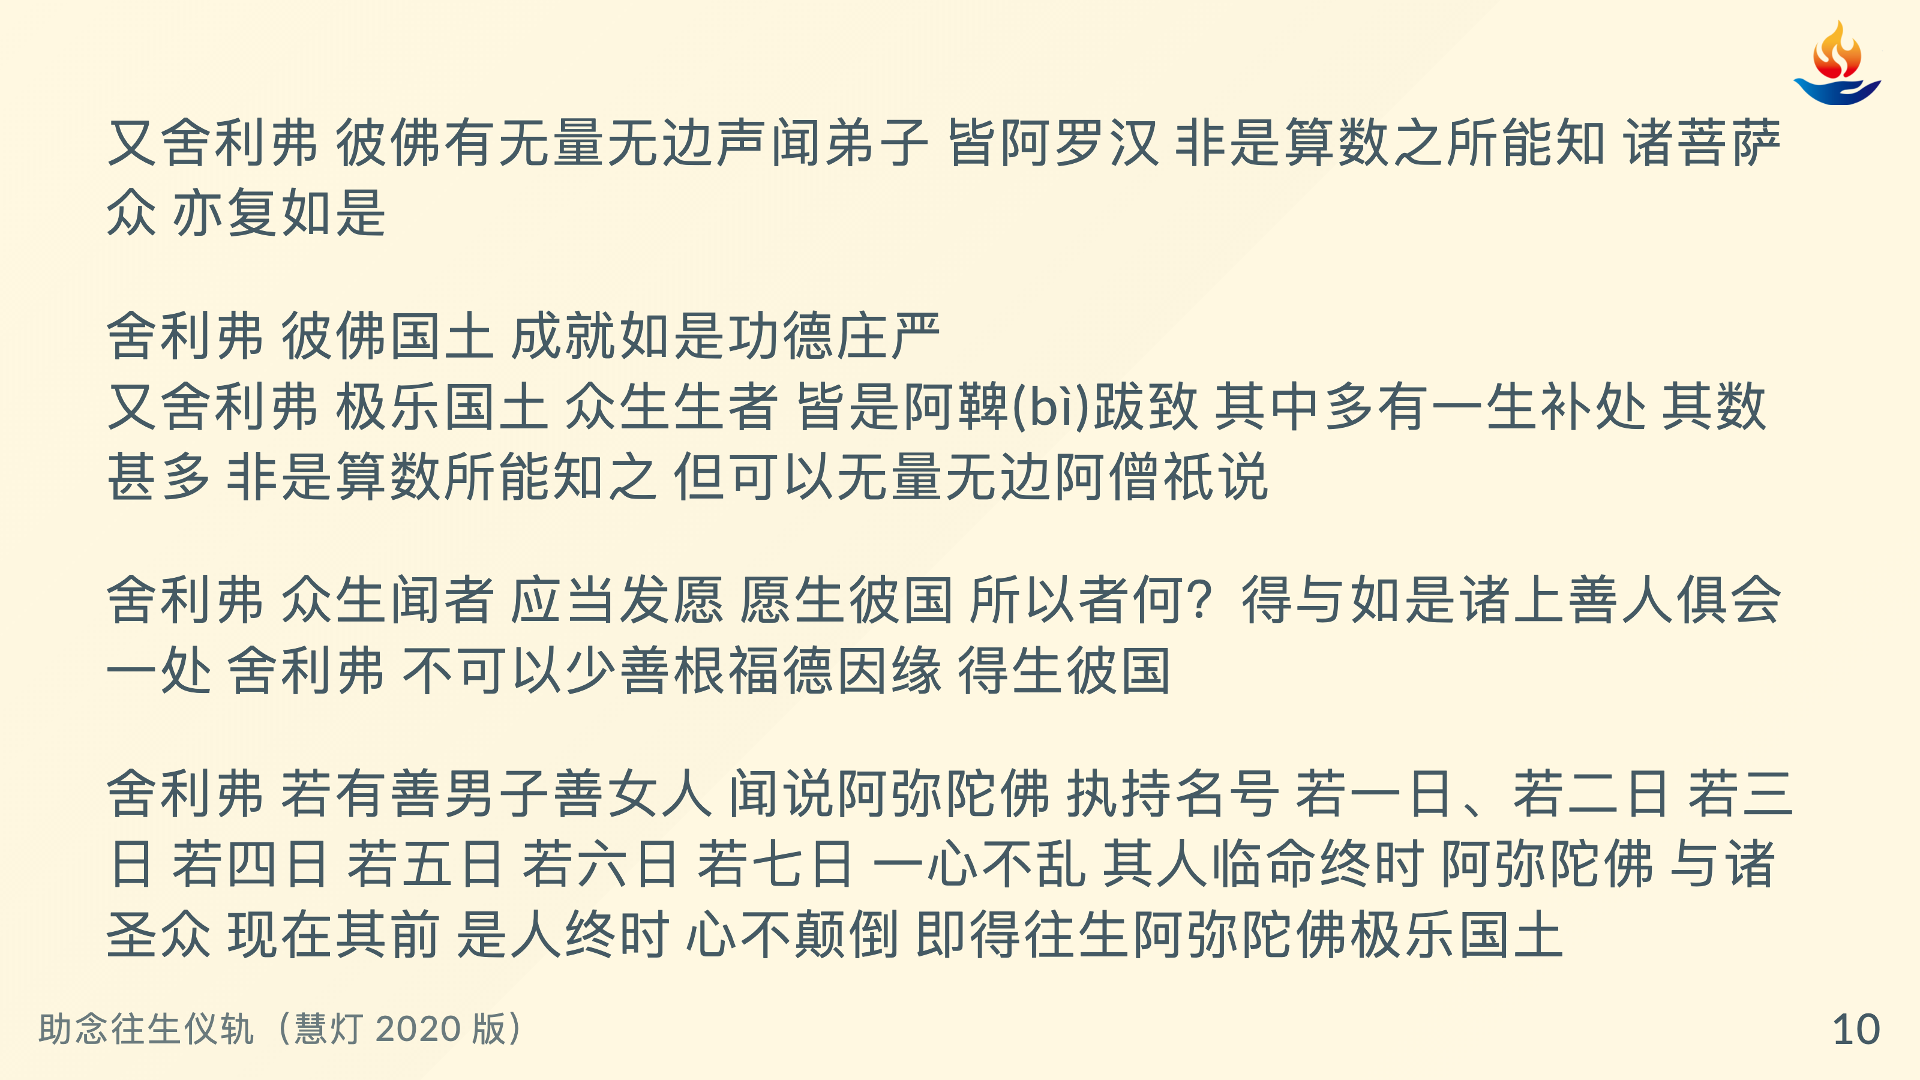 又舍利弗 彼佛有无量无边声闻弟子 皆阿罗汉 非是算数之所能知 诸菩萨
众 亦复如是
舍利弗 彼佛国土 成就如是功德庄严
又舍利弗 极乐国土 众生生者 皆是阿鞞(bì)跋致 其中多有一生补处 其数
甚多 非是算数所能知之 但可以无量无边阿僧祇说
舍利弗 众生闻者 应当发愿 愿生彼国 所以者何？得与如是诸上善人俱会
一处 舍利弗 不可以少善根福德因缘 得生彼国
舍利弗 若有善男子善女人 闻说阿弥陀佛 执持名号 若一日、若二日 若三
日 若四日 若五日 若六日 若七日 一心不乱 其人临命终时 阿弥陀佛 与诸
圣众 现在其前 是人终时 心不颠倒 即得往生阿弥陀佛极乐国土
助念往生仪轨（慧灯 2020 版）
10